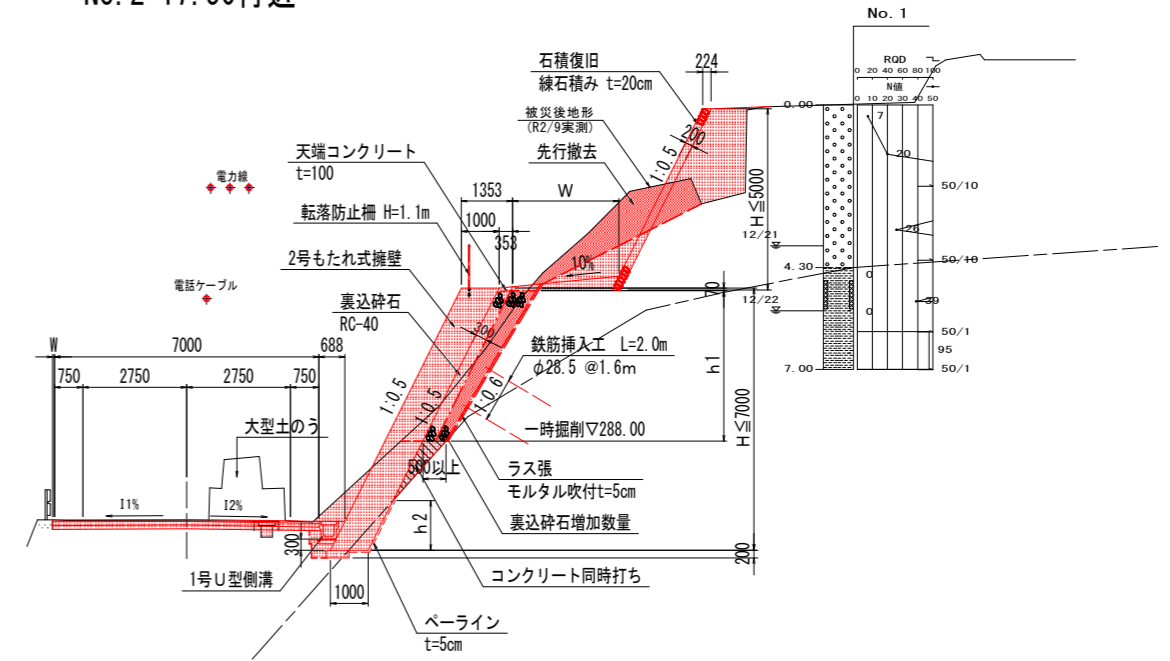 No. 1
RQD
0 20 40 60 80 100
N値
0 10 20 30 40 50
0.00
7
20
50/10
26
12/21
50/10
4.30
0
39
12/22
0
50/1
95
7.00
50/1
石積復旧
練石積み t=20cm
224
被災後地形
(R2/9実測)
先行撤去
200
1:0.5
H≦5000
天端コンクリート
t=100
1353
W
1000
353
転落防止柵 H=1.1m
電力線
2号もたれ式擁壁
10%
70
電話ケーブル
裏込砕石
RC-40
300
鉄筋挿入工 L=2.0m
φ28.5 @1.6m
h1
W
7000
688
750
2750
2750
750
1:0.5
1:0.5
1:0.6
H≦7000
大型土のう
一時掘削▽288.00
500以上
ラス張
モルタル吹付t=5cm
I1%
I2%
裏込砕石増加数量
h2
300
200
1号U型側溝
コンクリート同時打ち
1000
ペーライン
t=5cm